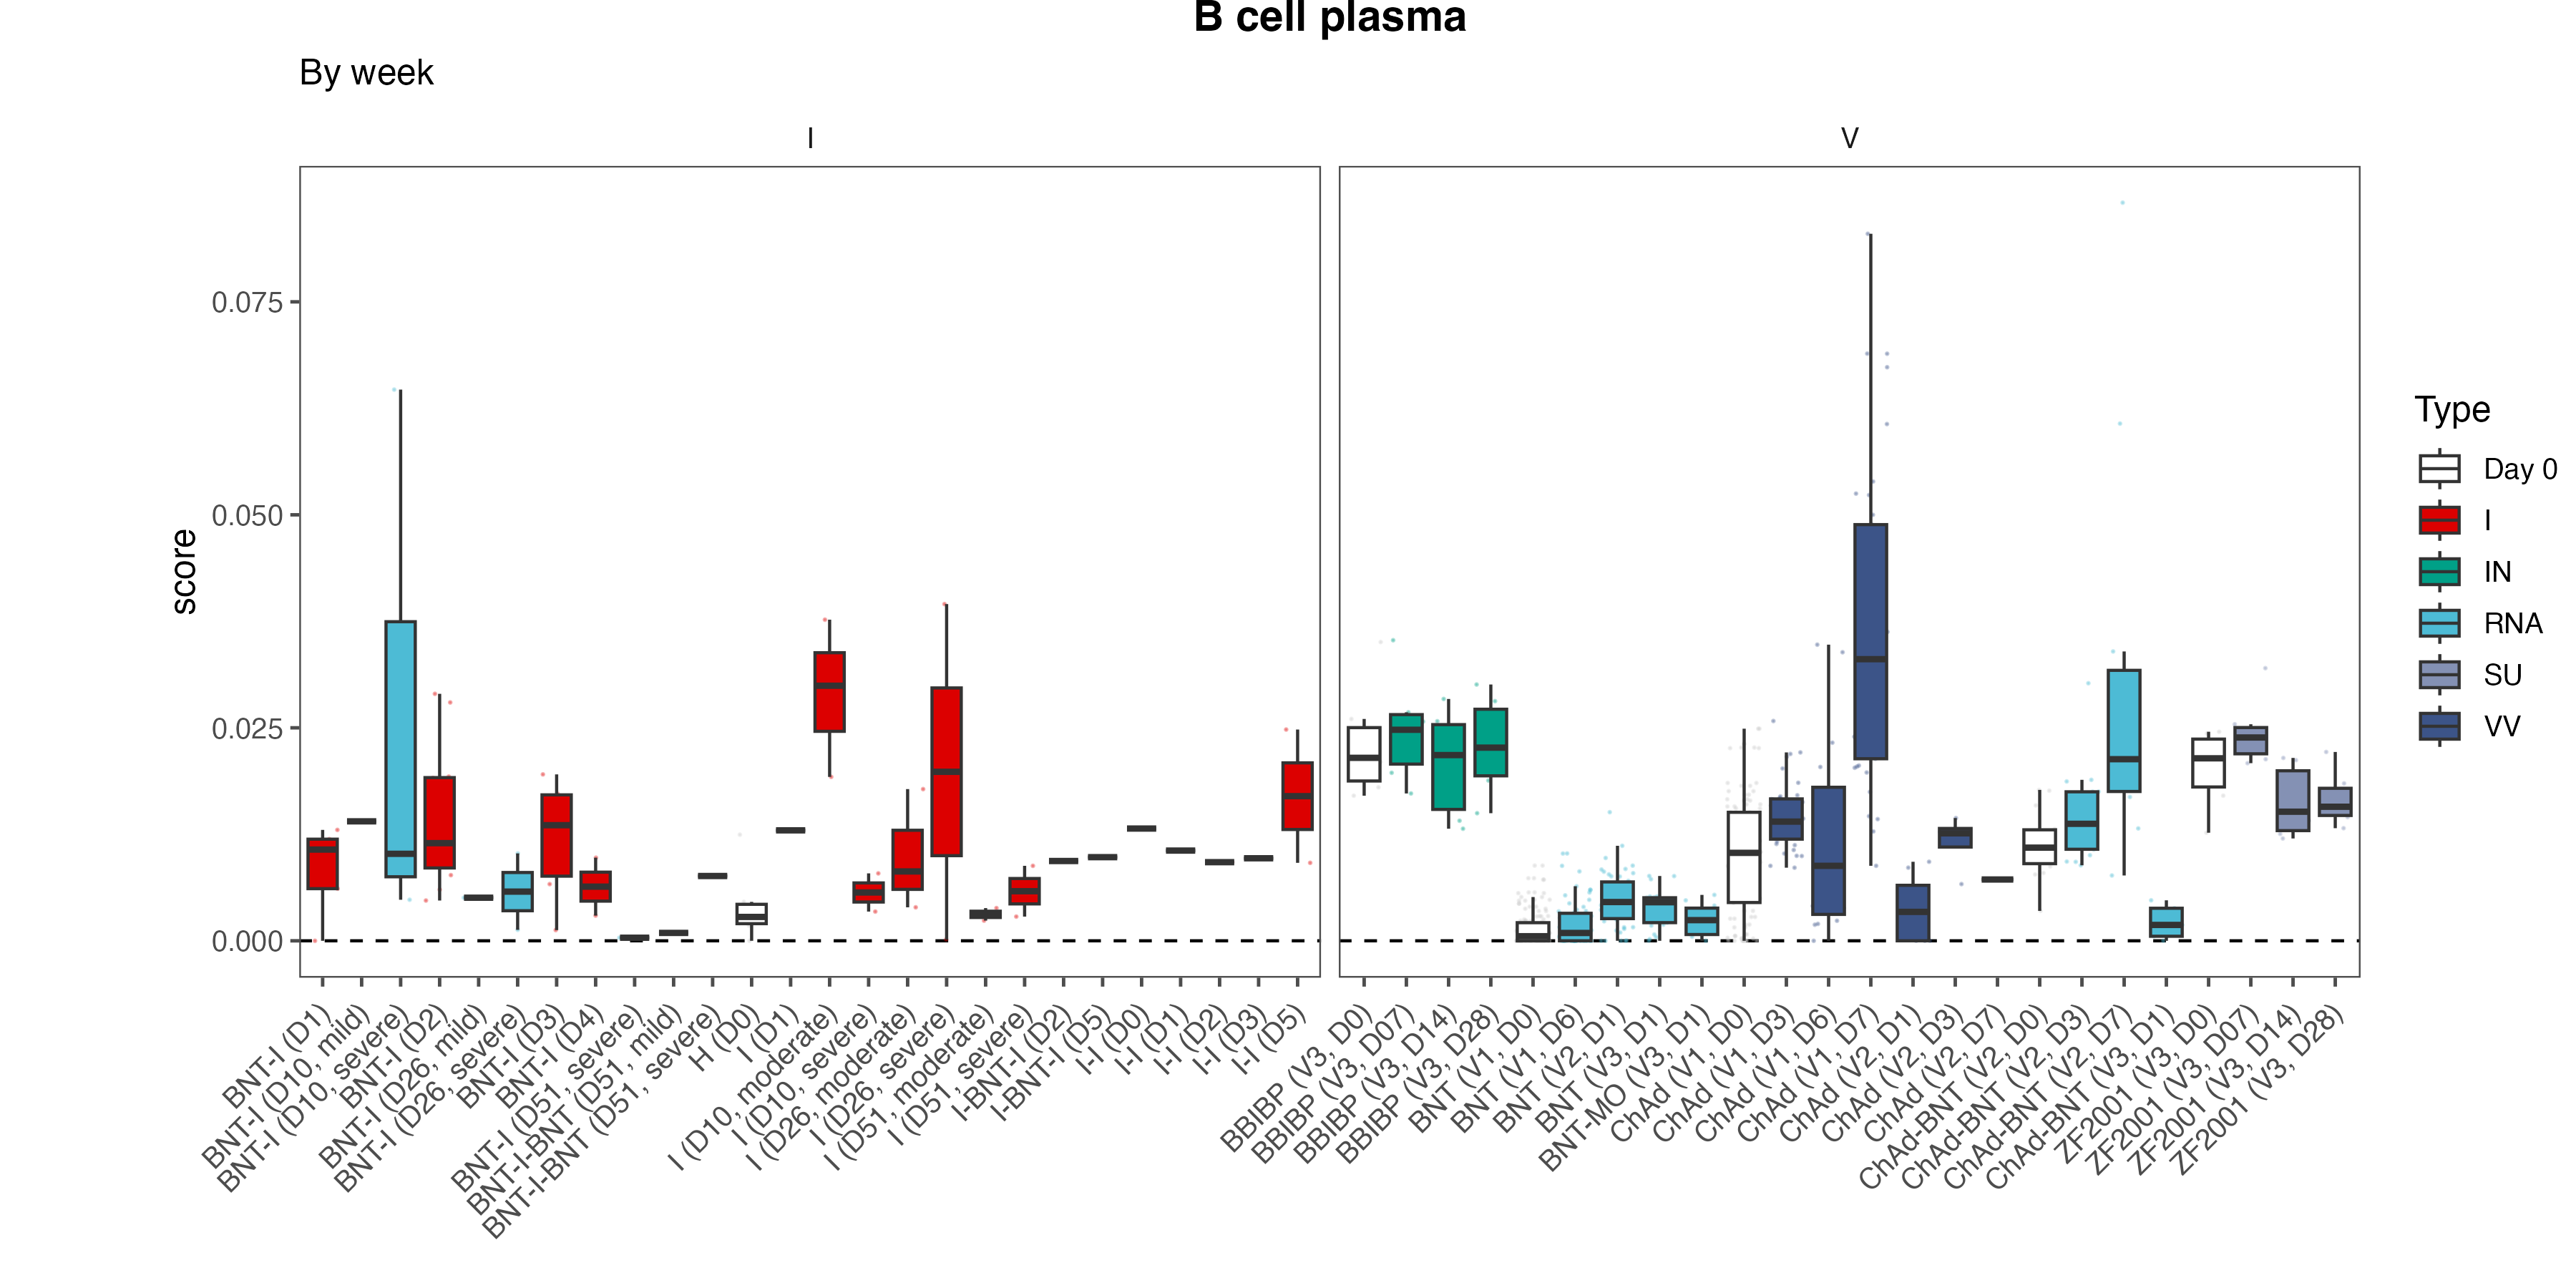 B cell plasma
By week
I
V
score
0.075
0.050
0.025
0.000
BNT-I (D1)
BNT-I (D10, mild)
BNT-I (D10, severe)
BNT-I (D2)
BNT-I (D26, mild)
BNT-I (D26, severe)
BNT-I (D3)
BNT-I (D4)
BNT-I (D51, severe)
BNT-I-BNT (D51, mild)
BNT-I-BNT (D51, severe)
H (D0)
I (D1)
I (D10, moderate)
I (D10, severe)
I (D26, moderate)
I (D26, severe)
I (D51, moderate)
I (D51, severe)
I-BNT-I (D2)
I-BNT-I (D5)
I-I (D0)
I-I (D1)
I-I (D2)
I-I (D3)
I-I (D5)
BBIBP (V3, D0)
BBIBP (V3, D07)
BBIBP (V3, D14)
BBIBP (V3, D28)
BNT (V1, D0)
BNT (V1, D6)
BNT (V2, D1)
BNT (V3, D1)
BNT-MO (V3, D1)
ChAd (V1, D0)
ChAd (V1, D3)
ChAd (V1, D6)
ChAd (V1, D7)
ChAd (V2, D1)
ChAd (V2, D3)
ChAd (V2, D7)
ChAd-BNT (V2, D0)
ChAd-BNT (V2, D3)
ChAd-BNT (V2, D7)
ChAd-BNT (V3, D1)
ZF2001 (V3, D0)
ZF2001 (V3, D07)
ZF2001 (V3, D14)
ZF2001 (V3, D28)
Type
Day 0
I
IN
RNA
SU
VV